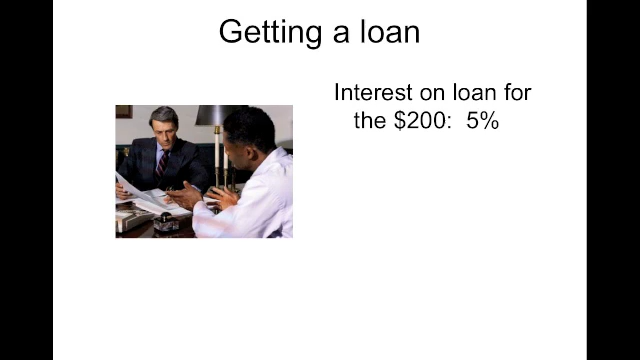 Getting a loan
Interest on loan for
the $200:  5%